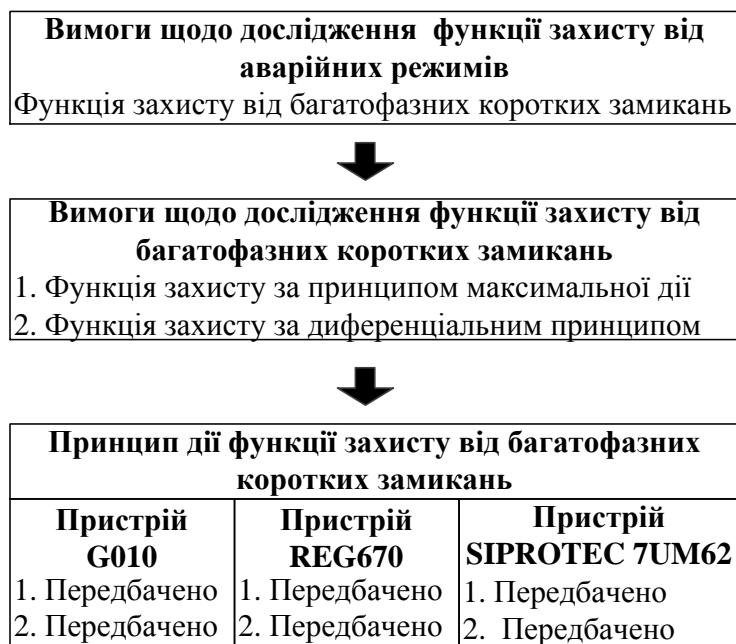 Вимоги щодо дослідження функції захисту від
аварійних режимів
Функція захисту від багатофазних коротких замикань
Вимоги щодо дослідження функції захисту від
багатофазних коротких замикань
1. Функція захисту за принципом максимальної дії
2. Функція захисту за диференціальним принципом
Принцип дії функції захисту від багатофазних
коротких замикань
Пристрій
G010
1. Передбачено
2. Передбачено
Пристрій
REG670
1. Передбачено
2. Передбачено
Пристрій
SIPROTEC 7UM62
1. Передбачено
2. Передбачено